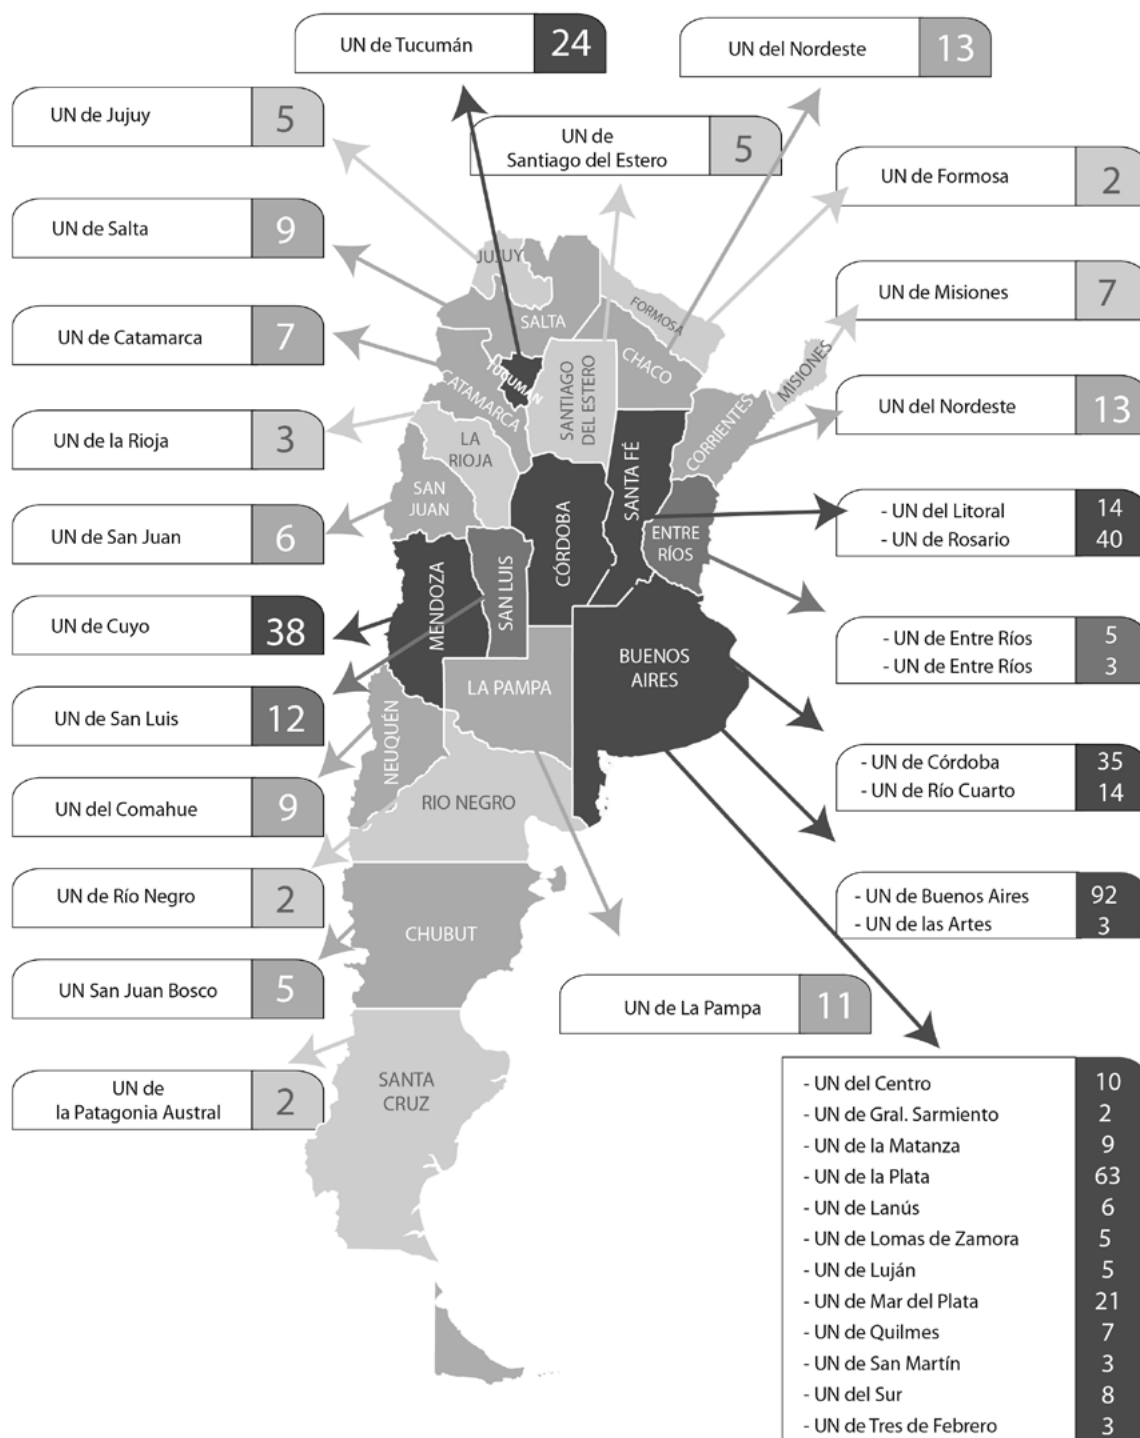 UN de Tucumán 24
UN del Nordeste 13
UN de Jujuy 5
UN de
Santiago del Estero 5
UN de Formosa 2
UN de Salta 9
UN de Misiones 7
UN de Catamarca 7
UN del Nordeste 13
UN de la Rioja 3
- UN del Litoral 14
- UN de Rosario 40
UN de San Juan 6
UN de Cuyo 38
- UN de Entre Ríos 5
- UN de Entre Ríos 3
UN de San Luis 12
- UN de Córdoba 35
- UN de Río Cuarto 14
UN del Comahue 9
UN de Río Negro 2
- UN de Buenos Aires 92
- UN de las Artes 3
UN San Juan Bosco 5
UN de La Pampa 11
UN de
la Patagonia Austral 2
- UN del Centro 10
- UN de Gral. Sarmiento 2
- UN de la Matanza 9
- UN de la Plata 63
- UN de Lanús 6
- UN de Lomas de Zamora 5
- UN de Luján 5
- UN de Mar del Plata 21
- UN de Quilmes 7
- UN de San Martín 3
- UN del Sur 8
- UN de Tres de Febrero 3
JUJUY
SALTA
FORMOSA
CHACO
TUCUMÁN
CATAMARCA
SANTIAGO
DEL ESTERO
MISIONES
CORRIENTES
LA
RIOJA
SAN
JUAN
SANTA FÉ
CÓRDOBA
ENTRE
RÍOS
MENDOZA
SAN LUIS
BUENOS
AIRES
LA PAMPA
NEUQUÉN
RIO NEGRO
CHUBUT
SANTA
CRUZ